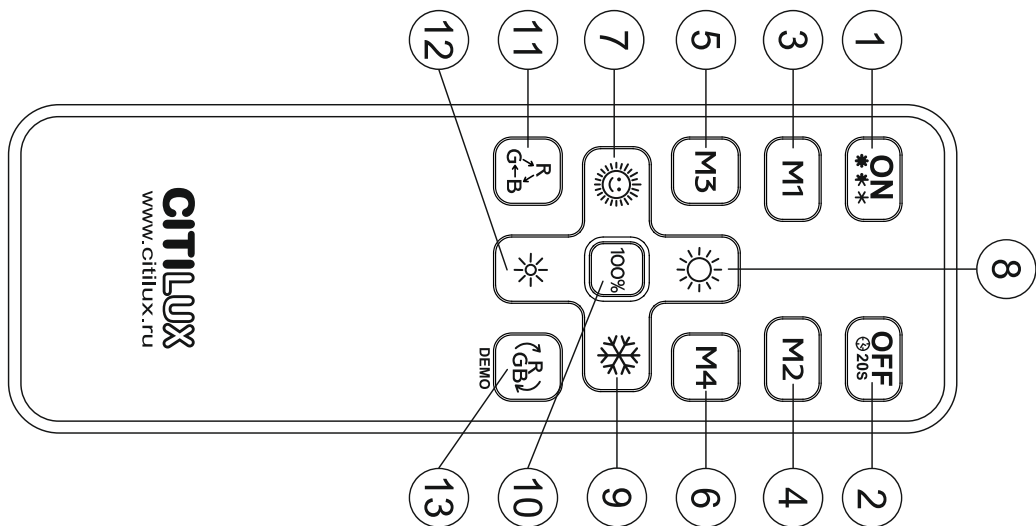 8
1 ON OFF 2
20S
3 M1 M2 4
5 M3 M4 6
7 9
100%
11 R R 10
G B GB
DEMO
12 13
CITILUX
www.citilux.ru